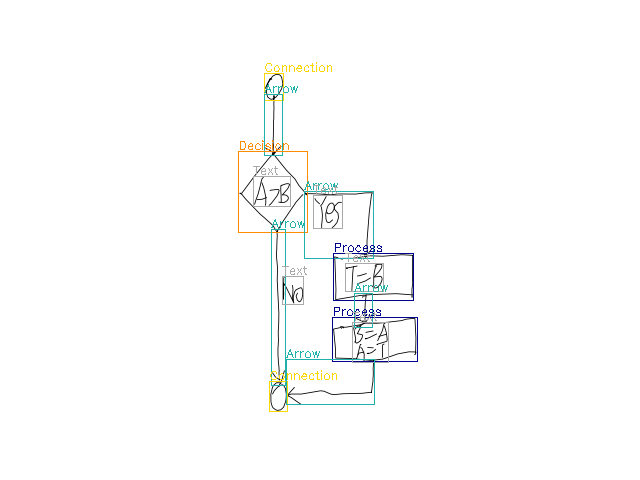 Connection
Arrow
Decision
Text
A>B
Arrow
Text
Yes
Arrow
Process
Text
T=B
Text
No
Arrow
Process
B=A
A=T
Arrow
Connection